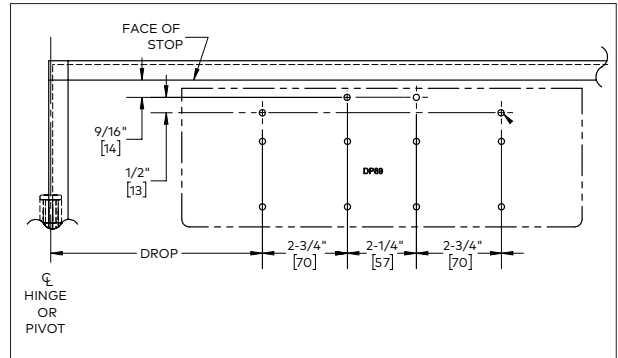 FACE OF
STOP
9/16"
[14]
1/2"
[13]
DP89
DROP
2-3/4"
[70]
2-1/4"
[57]
2-3/4"
[70]
℄
HINGE
OR
PIVOT